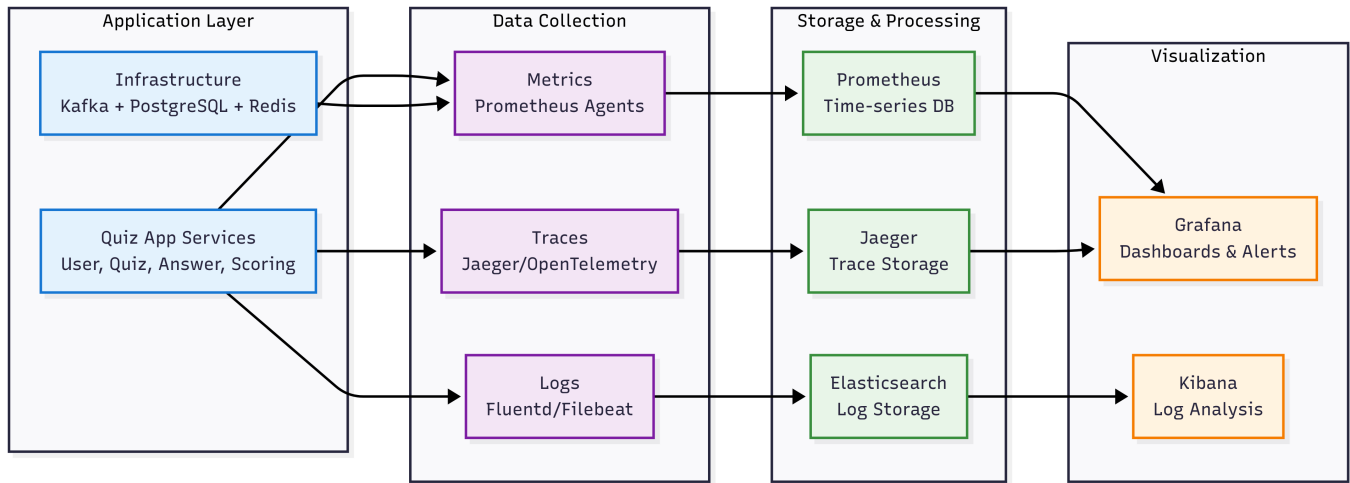 Application Layer
Infrastructure
Kafka + PostgreSQL + Redis
Quiz App Services
User, Quiz, Answer, Scoring
Data Collection
Metrics
Prometheus Agents
Traces
Jaeger/OpenTelemetry
Logs
Fluentd/Filebeat
Storage & Processing
Prometheus
Time-series DB
Jaeger
Trace Storage
Elasticsearch
Log Storage
Visualization
Grafana
Dashboards & Alerts
Kibana
Log Analysis